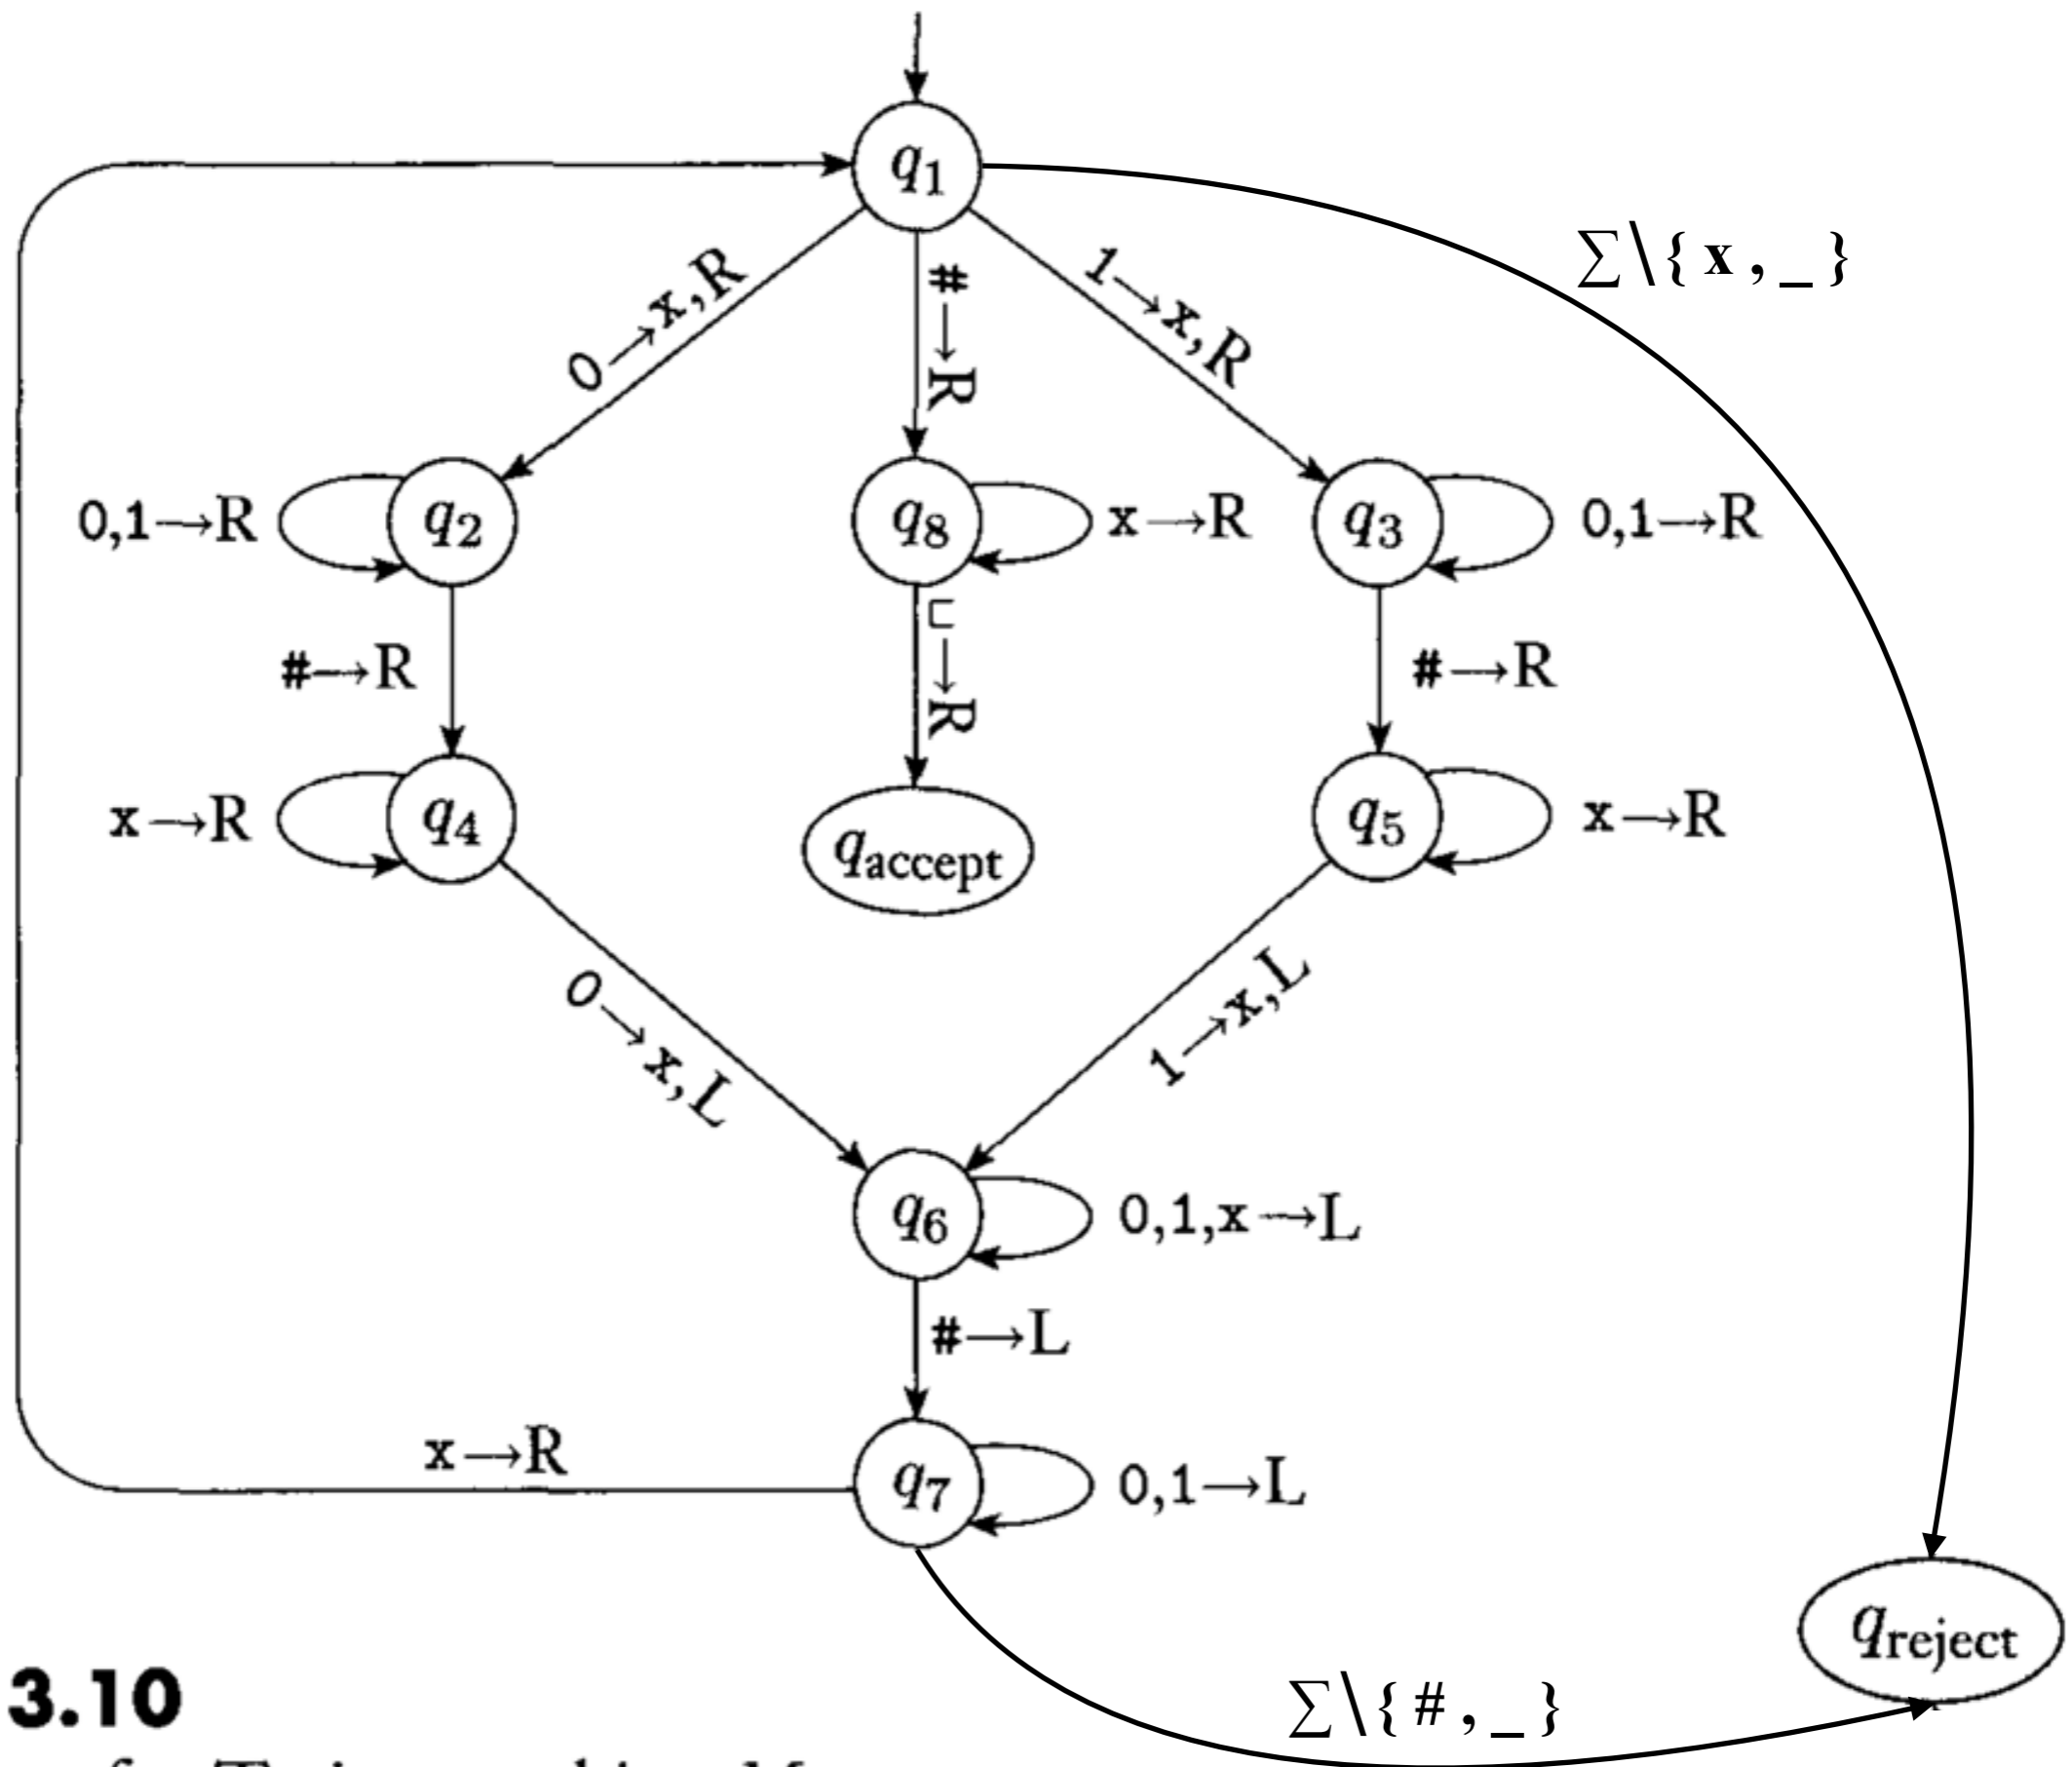 q1
∑\{ x , _ }
0→x,R
#→R
1→x,R
0,1→R
q2
q8
x→R
q3
0,1→R
#→R
⊔→R
#→R
x→R
q4
qaccept
q5
x→R
0→x,L
1→x,L
q6
0,1,x→L
#→L
x→R
q7
0,1→L
qreject
3.10
∑\{ # , _ }